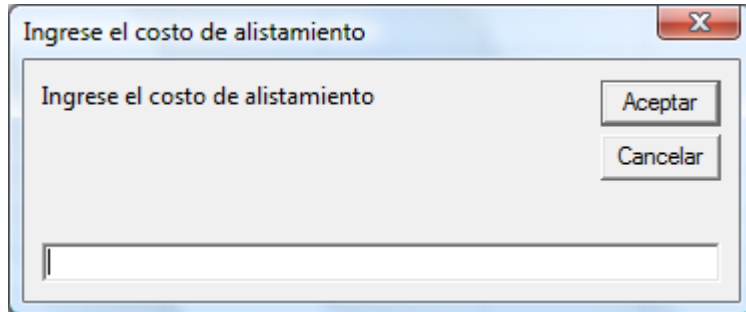 Ingrese el costo de alistamiento
Ingrese el costo de alistamiento
Aceptar
Cancelar